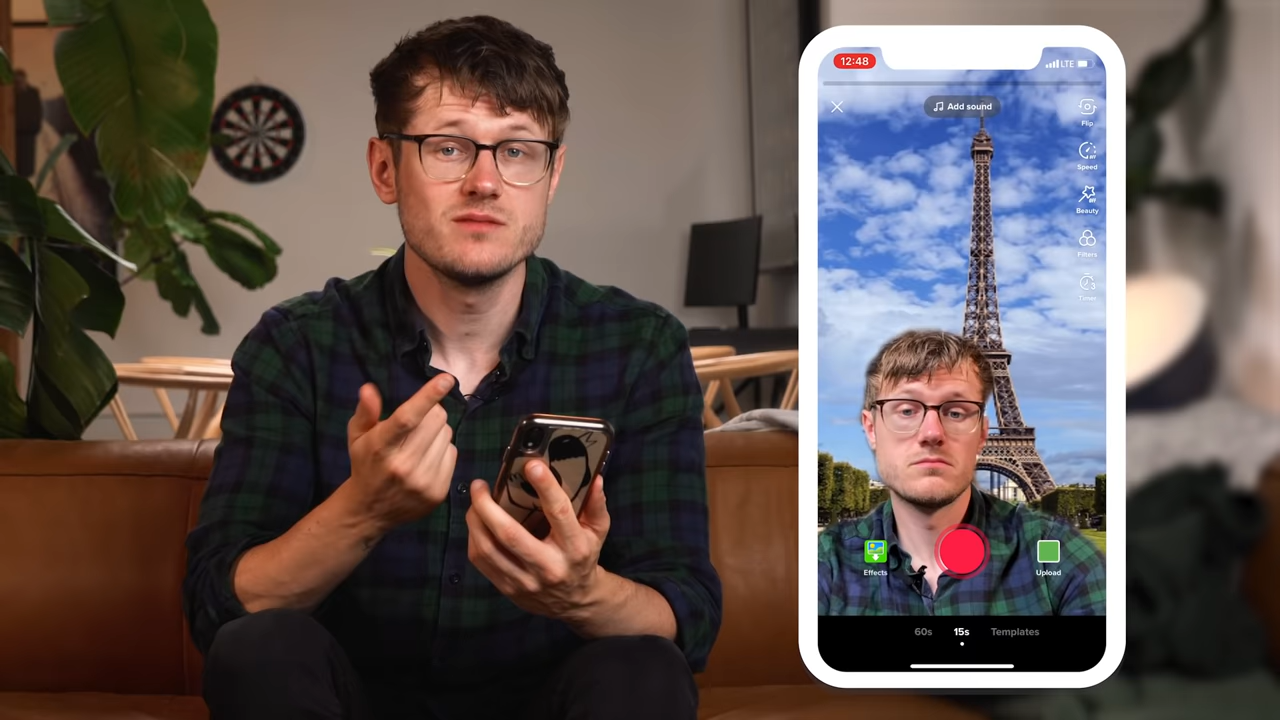 12:48
LTE
Add sound
Flip
Speed
Beauty
Filters
Timer
Effects
Upload
60s 15s Templates